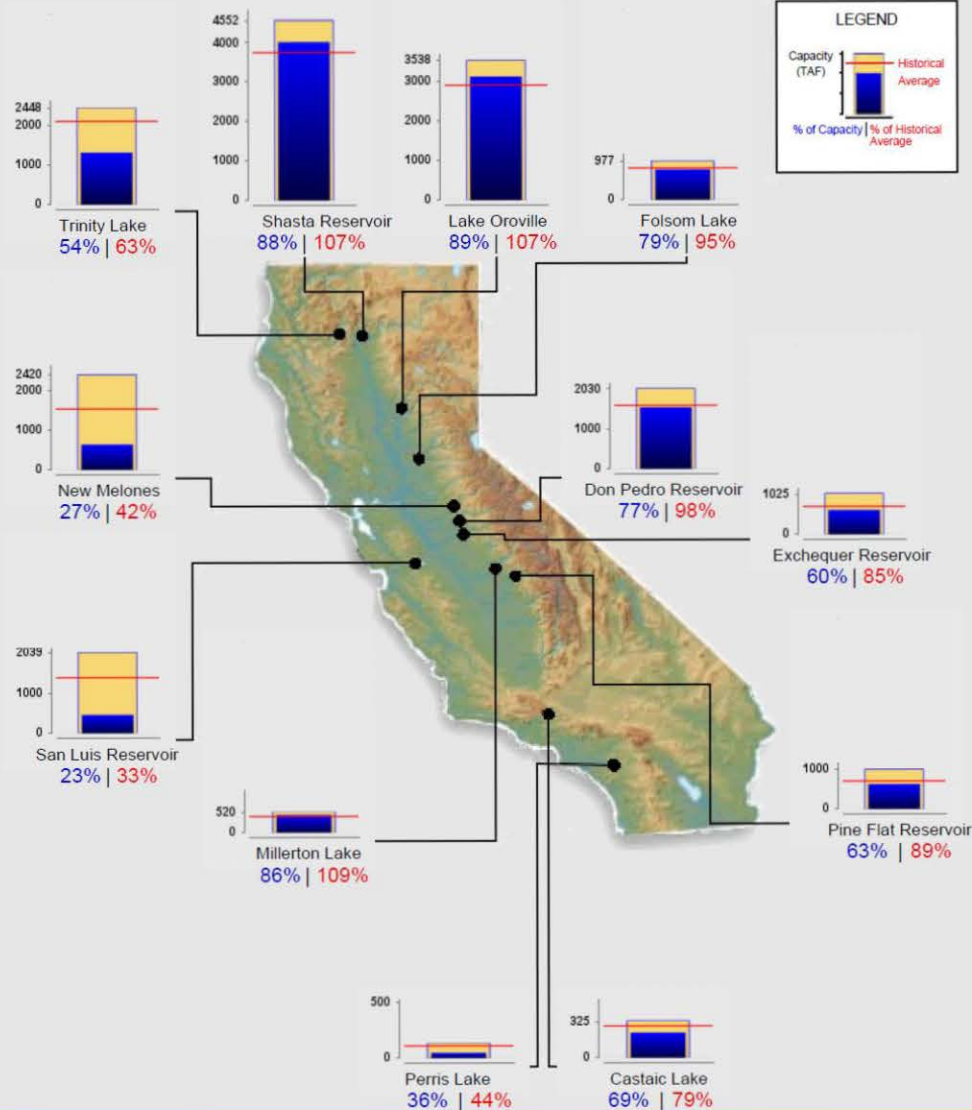 LEGEND
Capacity
(TAF)
Historical
Average
% of Capacity | % of Historical
Average
4552
4000
3000
2000
1000
0
Shasta Reservoir
88% | 107%
3538
3000
2000
1000
0
Lake Oroville
89% | 107%
2448
2000
1000
0
Trinity Lake
54% | 63%
977
0
Folsom Lake
79% | 95%
2420
2000
1000
0
New Melones
27% | 42%
2030
1000
0
Don Pedro Reservoir
77% | 98%
1025
0
Exchequer Reservoir
60% | 85%
2039
1000
0
San Luis Reservoir
23% | 33%
520
0
Millerton Lake
86% | 109%
1000
0
Pine Flat Reservoir
63% | 89%
500
0
Perris Lake
36% | 44%
325
0
Castaic Lake
69% | 79%